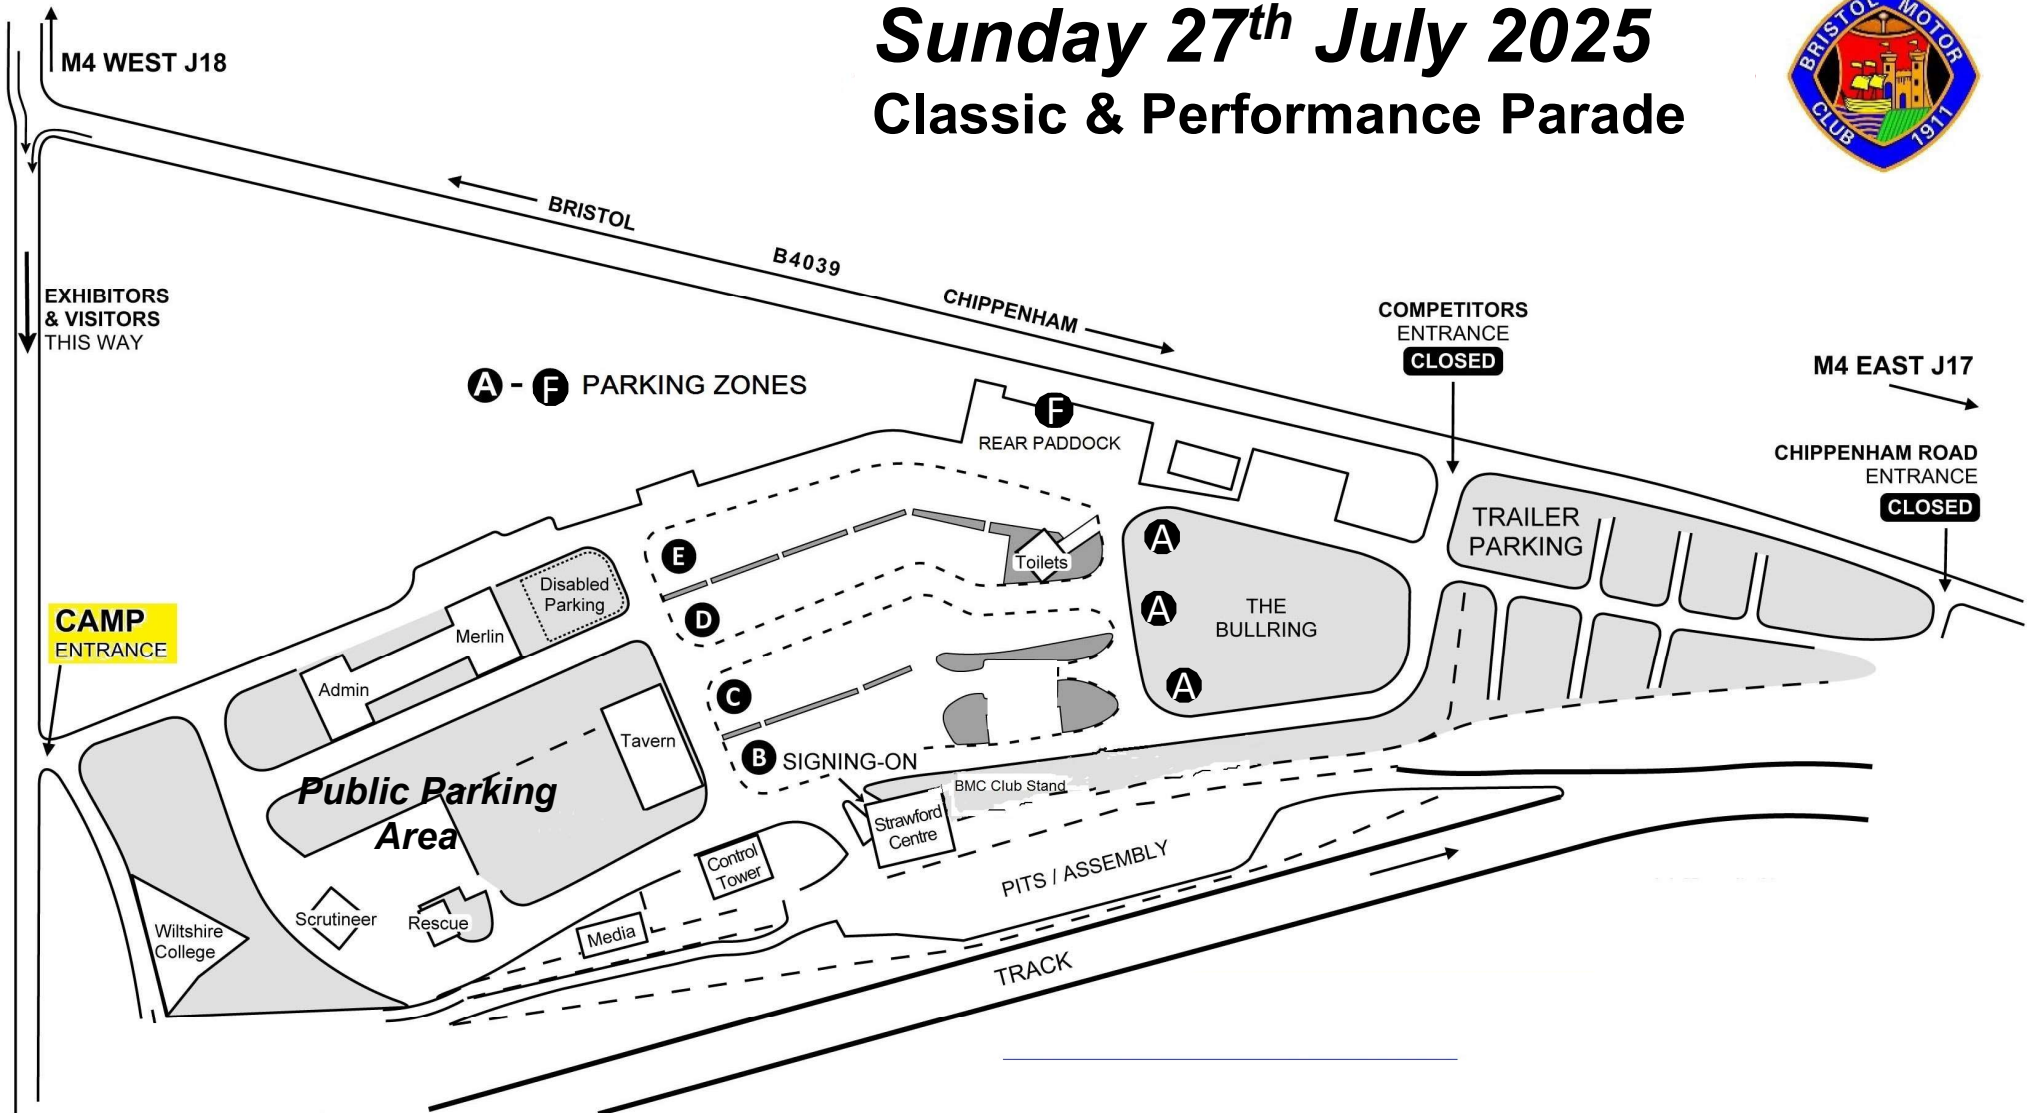 Sunday 27th July 2025
Classic & Performance Parade
BRISTOL MOTOR
CLUB 1911
M4 WEST J18
BRISTOL
B4039
CHIPPENHAM
EXHIBITORS
& VISITORS
THIS WAY
COMPETITORS
ENTRANCE
CLOSED
M4 EAST J17
A - F PARKING ZONES
F
REAR PADDOCK
CHIPPENHAM ROAD
ENTRANCE
CLOSED
TRAILER
PARKING
A
E
Toilets
Disabled
Parking
D
A
THE
BULLRING
CAMP
ENTRANCE
Merlin
Admin
C
A
Tavern
B SIGNING-ON
Public Parking
Area
BMC Club Stand
Strawford
Centre
Control
Tower
PITS / ASSEMBLY
Scrutineer
Rescue
Wiltshire
College
Media
TRACK